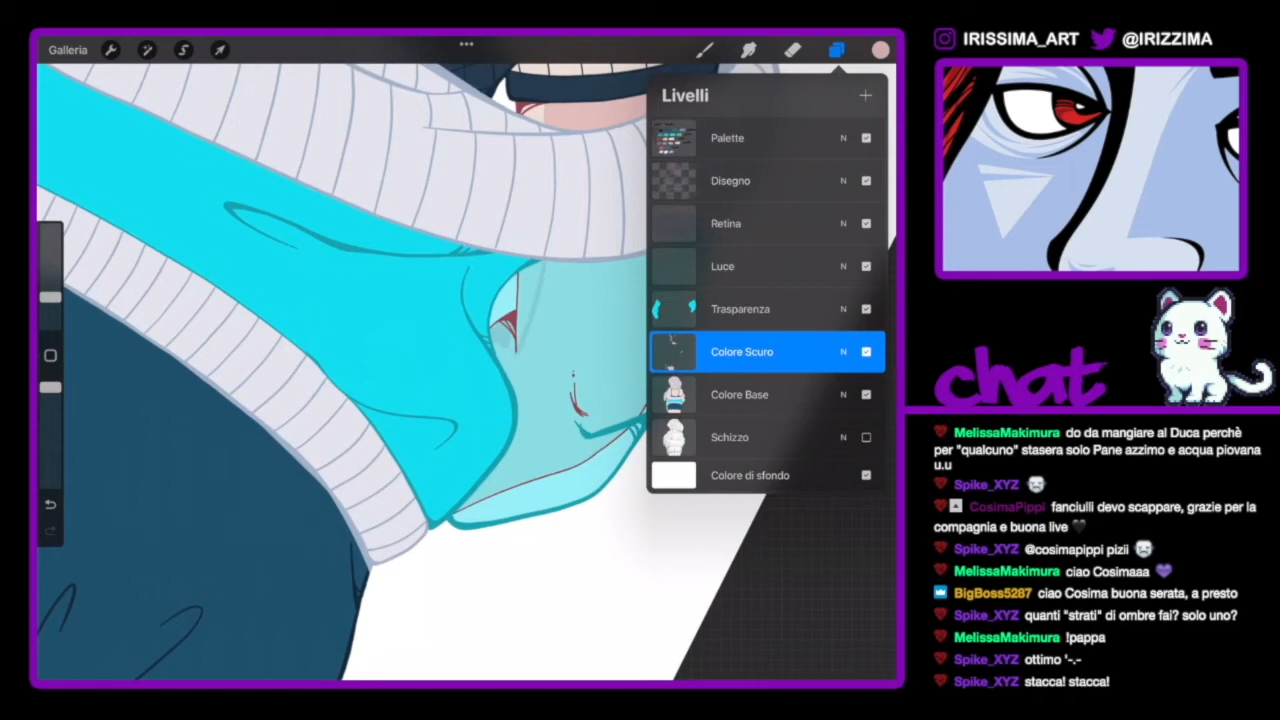 Galleria
Livelli
Palette N
Disegno N
Retina N
Luce N
Trasparenza N
Colore Scuro N
Colore Base N
Schizzo N
Colore di sfondo
IRISSIMA_ART @IRIZZIMA
chat
MelissaMakimura do da mangiare al Duca perchè
per "qualcuno" stasera solo Pane azzimo e acqua piovana
u.u
Spike_XYZ
CosimaPippi fanciulli devo scappare, grazie per la
compagnia e buona live
Spike_XYZ @cosimapippi pizii
MelissaMakimura ciao Cosimaaa
BigBoss5287 ciao Cosima buona serata, a presto
Spike_XYZ quanti "strati" di ombre fai? solo uno?
MelissaMakimura !pappa
Spike_XYZ ottimo '-.-
Spike_XYZ stacca! stacca!